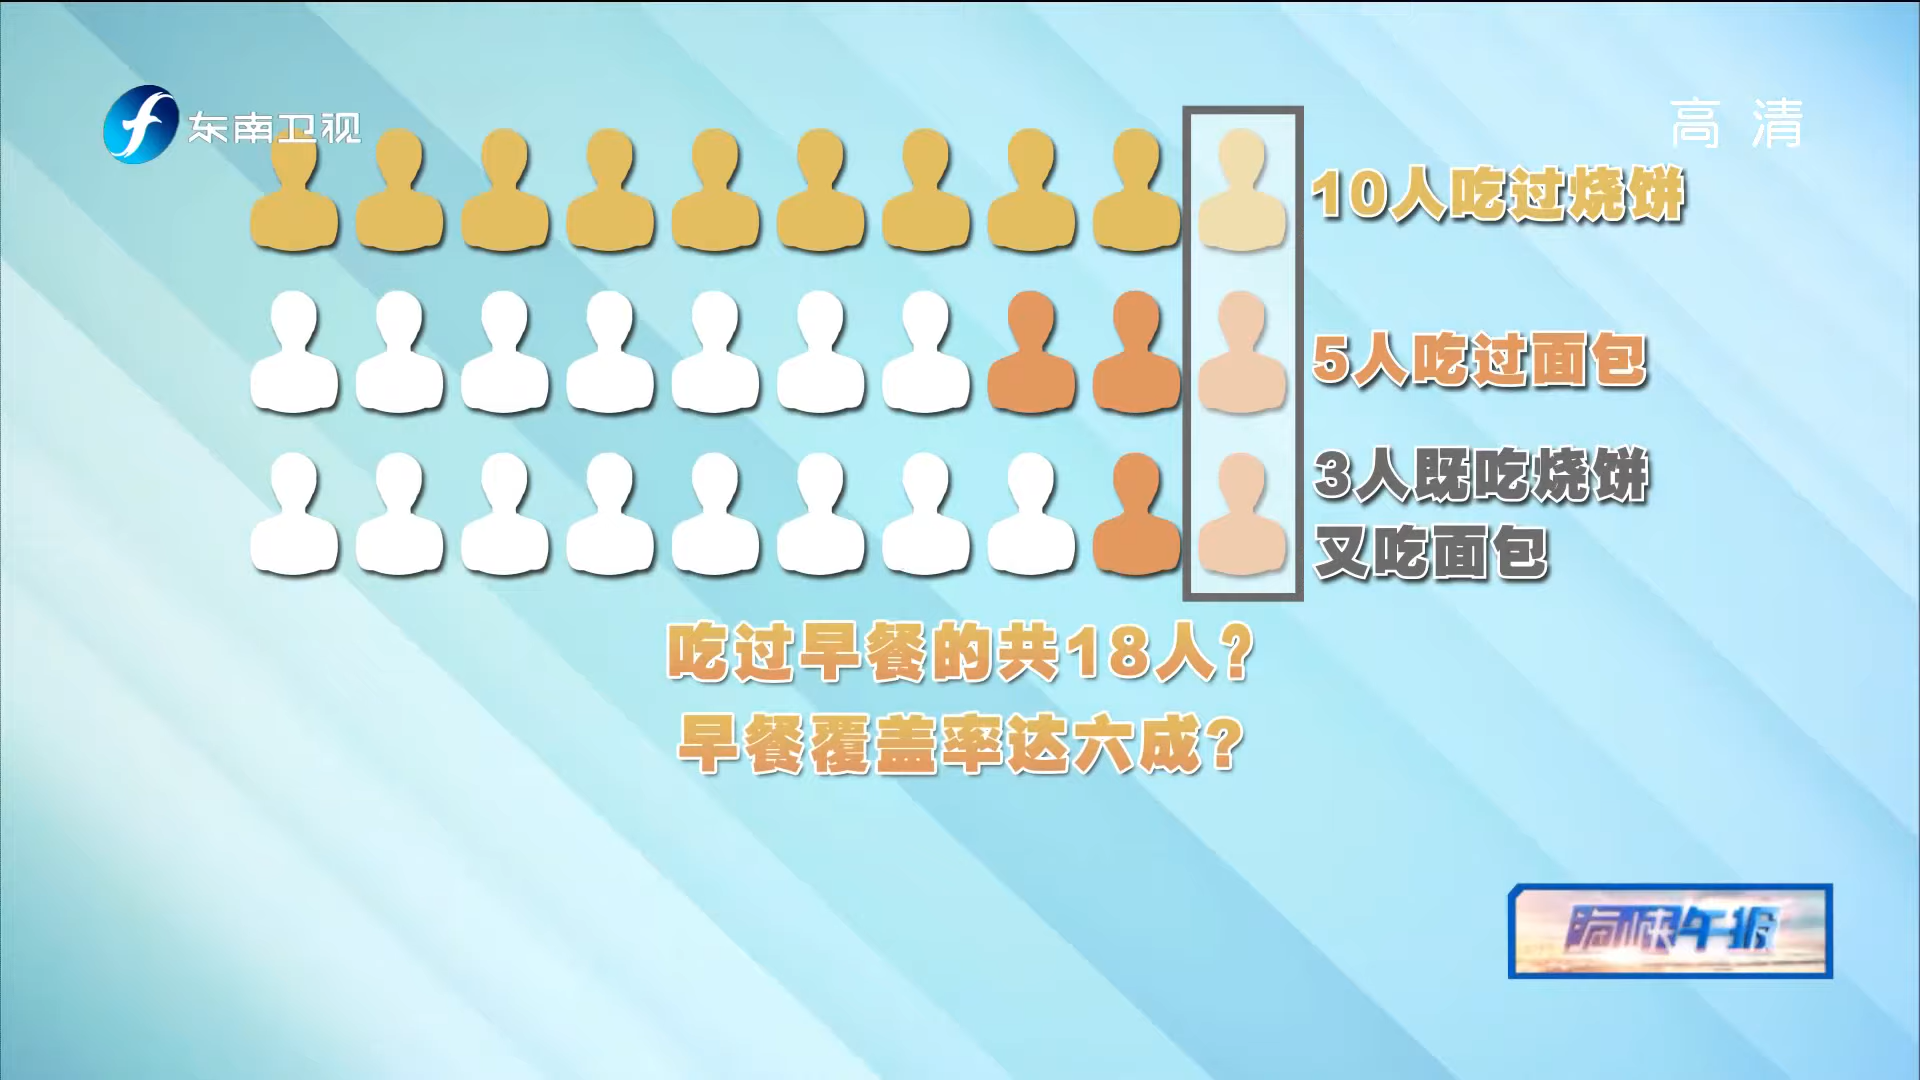 东南卫视
高清
10人吃过烧饼
5人吃过面包
3人既吃烧饼
又吃面包
吃过早餐的共18人?
早餐覆盖率达六成?
海峡午报